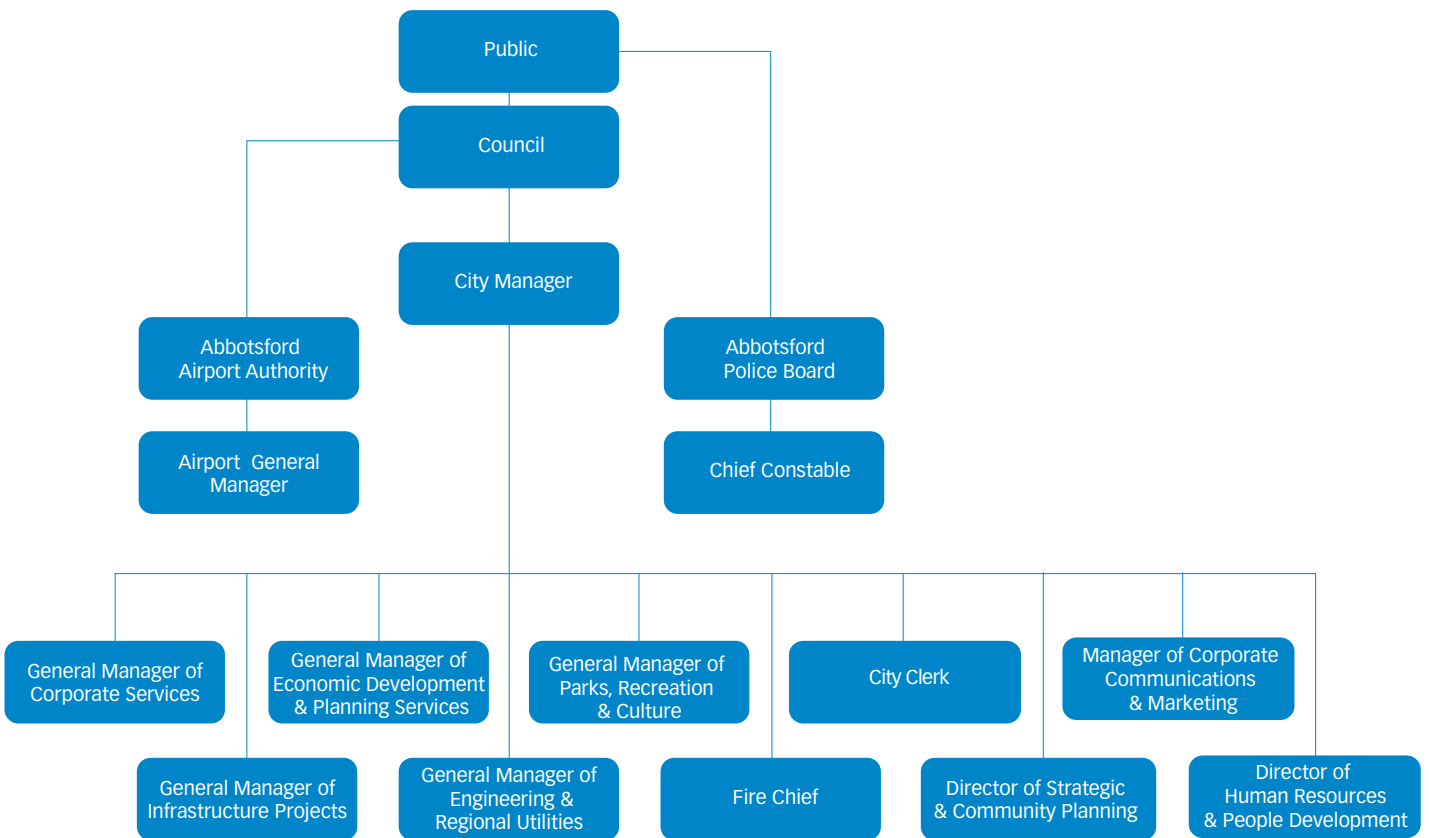 Public
Council
City Manager
Abbotsford
Airport Authority
Abbotsford
Police Board
Airport General
Manager
Chief Constable
General Manager of
Corporate Services
General Manager of
Economic Development
& Planning Services
General Manager of
Parks, Recreation
& Culture
City Clerk
Manager of Corporate
Communications
& Marketing
General Manager of
Infrastructure Projects
General Manager of
Engineering &
Regional Utilities
Fire Chief
Director of Strategic
& Community Planning
Director of
Human Resources
& People Development